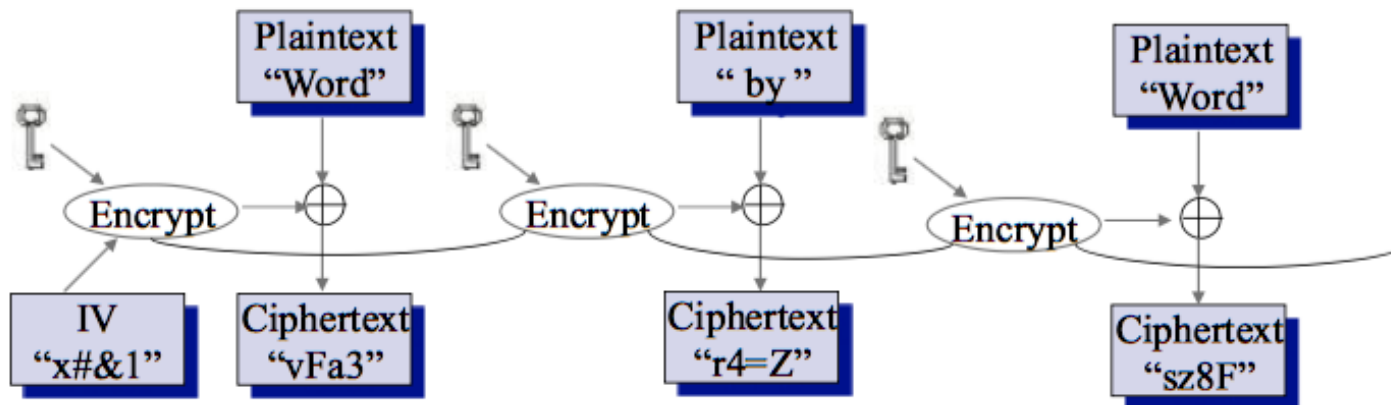 Plaintext
“Word”
Plaintext
“ by ”
Plaintext
“Word”
Encrypt
Encrypt
Encrypt
IV
“x#&1”
Ciphertext
“vFa3”
Ciphertext
“r4=Z”
Ciphertext
“sz8F”